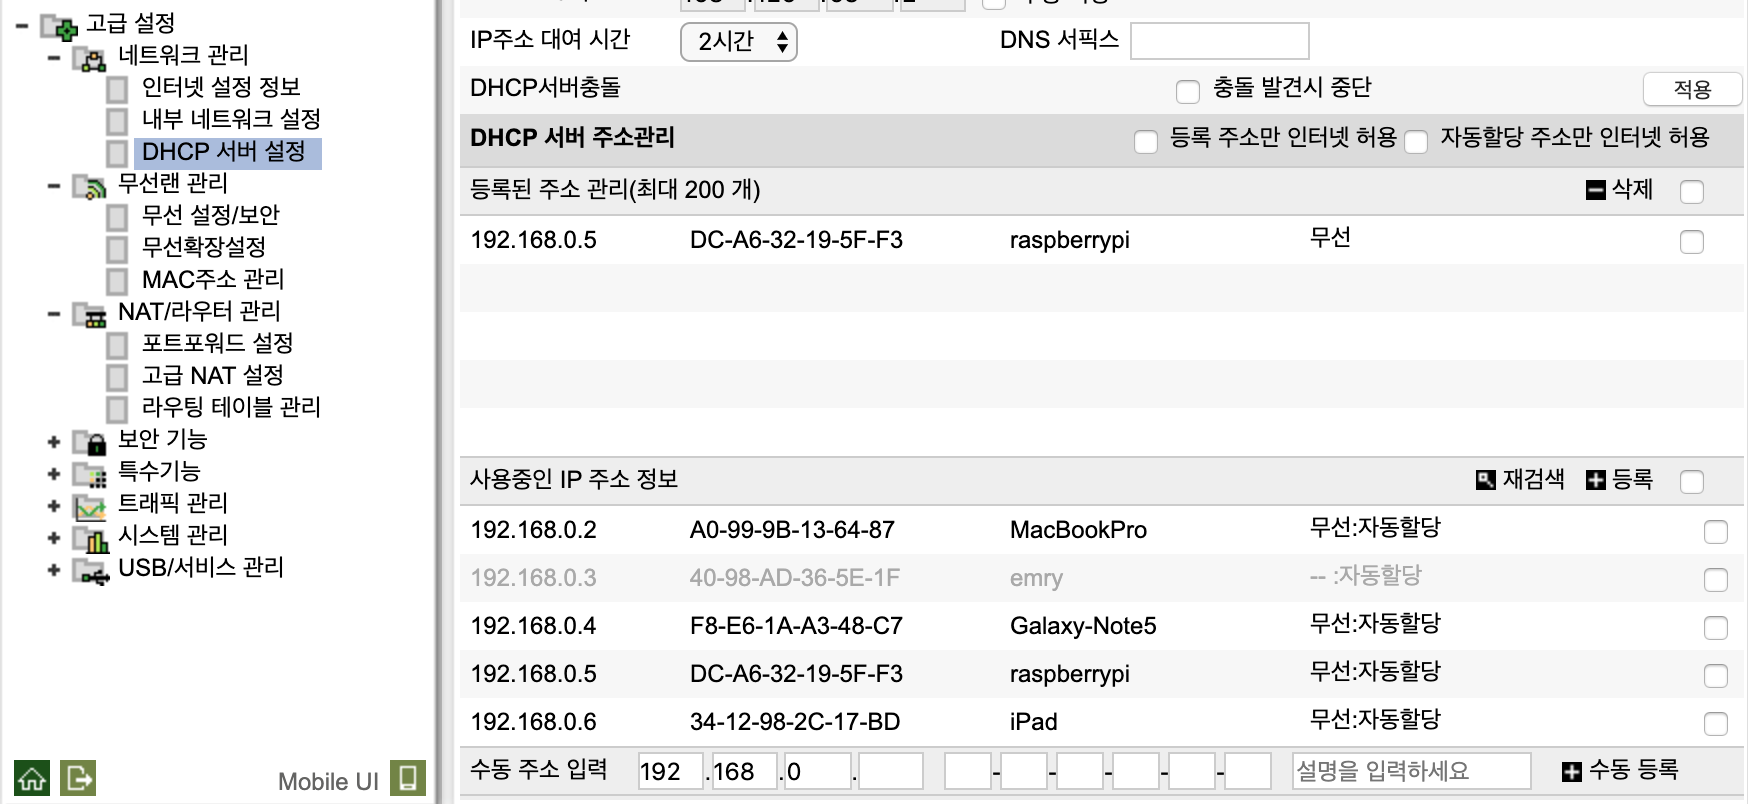 고급 설정
네트워크 관리
인터넷 설정 정보
내부 네트워크 설정
DHCP 서버 설정
무선랜 관리
무선 설정/보안
무선확장설정
MAC주소 관리
NAT/라우터 관리
포트포워드 설정
고급 NAT 설정
라우팅 테이블 관리
보안 기능
특수기능
트래픽 관리
시스템 관리
USB/서비스 관리
Mobile UI
IP주소 대여 시간 2시간 DNS 서픽스
DHCP서버충돌 충돌 발견시 중단 적용
DHCP 서버 주소관리 등록 주소만 인터넷 허용 자동할당 주소만 인터넷 허용
등록된 주소 관리(최대 200 개) 삭제
192.168.0.5 DC-A6-32-19-5F-F3 raspberrypi 무선
사용중인 IP 주소 정보 재검색 등록
192.168.0.2 A0-99-9B-13-64-87 MacBookPro 무선:자동할당
192.168.0.3 40-98-AD-36-5E-1F emry -- :자동할당
192.168.0.4 F8-E6-1A-A3-48-C7 Galaxy-Note5 무선:자동할당
192.168.0.5 DC-A6-32-19-5F-F3 raspberrypi 무선:자동할당
192.168.0.6 34-12-98-2C-17-BD iPad 무선:자동할당
수동 주소 입력 192 .168 .0 . - - - - - 설명을 입력하세요 수동 등록